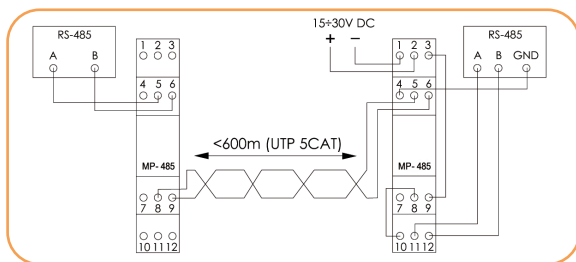 RS-485
A B
1 2 3
4 5 6
MP- 485
7 8 9
10 11 12
<600m (UTP 5CAT)
15÷30V DC
+ −
1 2 3
4 5 6
MP- 485
7 8 9
10 11 12
RS-485
A B GND